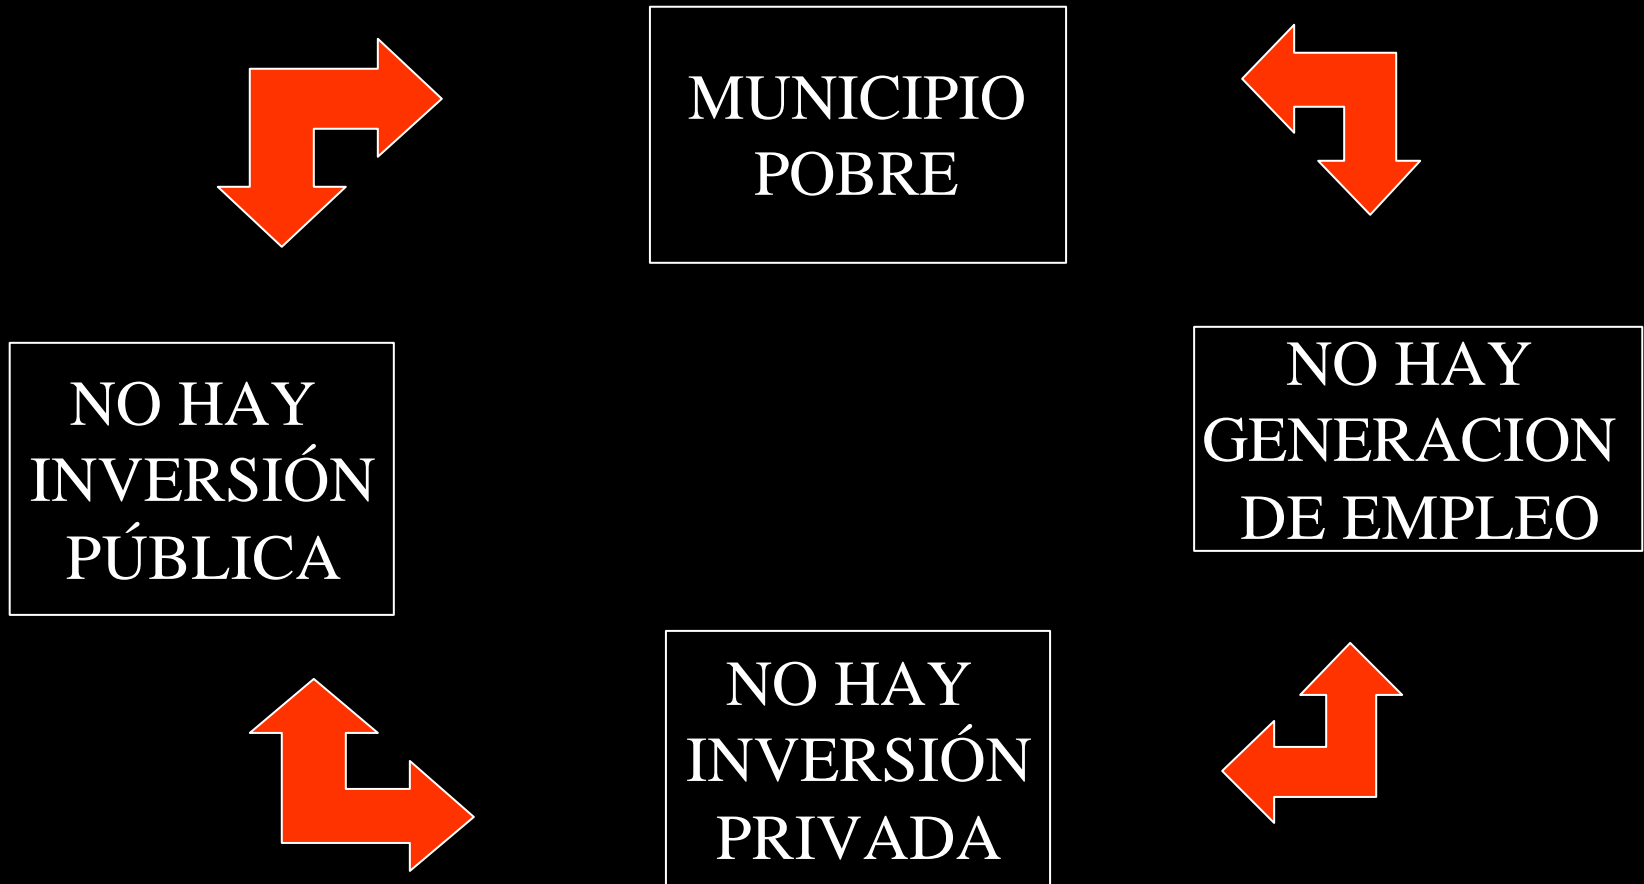 MUNICIPIO
POBRE
NO HAY
INVERSIÓN
PÚBLICA
NO HAY
GENERACION
DE EMPLEO
NO HAY
INVERSIÓN
PRIVADA